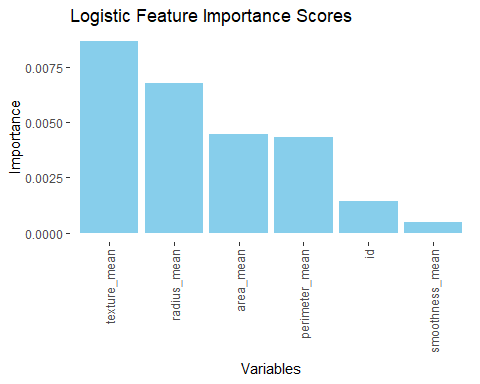 Logistic Feature Importance Scores
Importance
0.0075
0.0050
0.0025
0.0000
texture_mean
radius_mean
area_mean
perimeter_mean
id
smoothness_mean
Variables